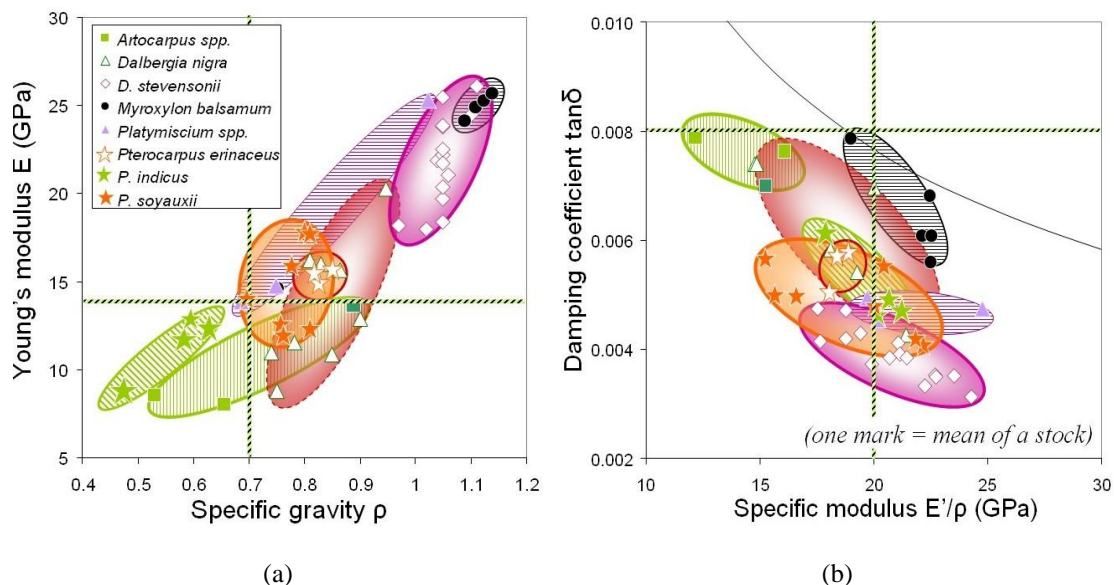 30
25
20
15
10
5
Young's modulus E (GPa)
Artocarpus spp.
Dalbergia nigra
D. stevensonii
Myroxylon balsamum
Platymiscium spp.
Pterocarpus erinaceus
P. indicus
P. soyauxii
0.4 0.5 0.6 0.7 0.8 0.9 1 1.1 1.2
Specific gravity ρ
(a)
0.010
0.008
0.006
0.004
0.002
Damping coefficient tanδ
(one mark = mean of a stock)
10 15 20 25 30
Specific modulus E'/ρ (GPa)
(b)